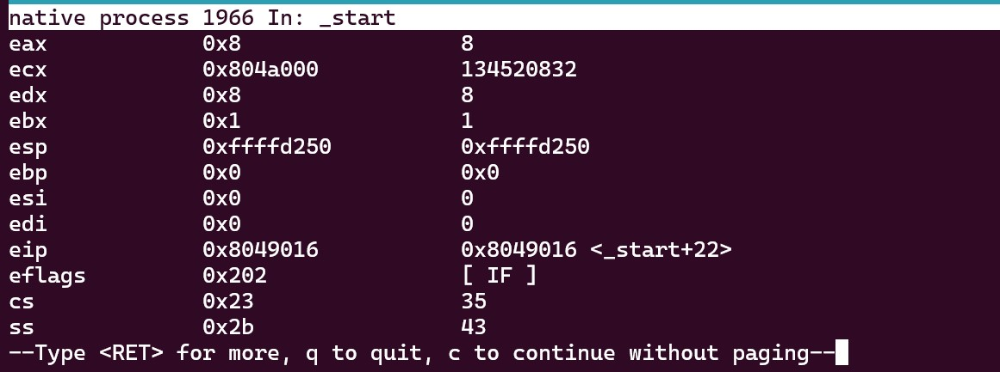 native process 1966 In: _start
eax 0x8 8
ecx 0x804a000 134520832
edx 0x8 8
ebx 0x1 1
esp 0xffffd250 0xffffd250
ebp 0x0 0x0
esi 0x0 0
edi 0x0 0
eip 0x8049016 0x8049016 <_start+22>
eflags 0x202 [ IF ]
cs 0x23 35
ss 0x2b 43
--Type <RET> for more, q to quit, c to continue without paging--